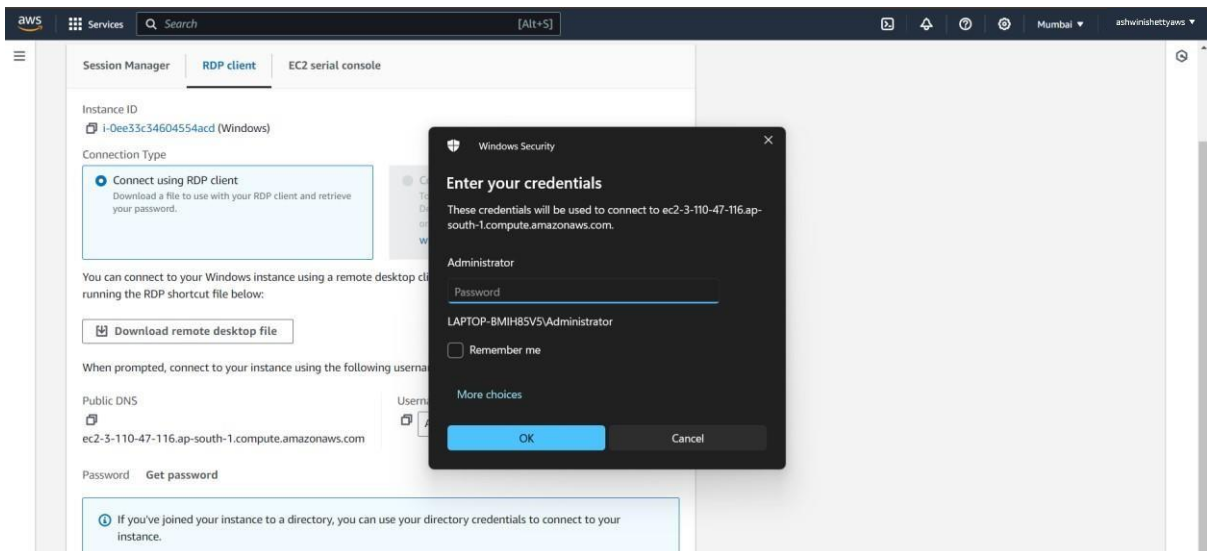 aws
Services
Search
[Alt+S]
Mumbai ▼
ashwinishettyaws ▼
Session Manager
RDP client
EC2 serial console
Instance ID
i-0ee33c34604554acd (Windows)
Connection Type
Connect using RDP client
Download a file to use with your RDP client and retrieve
your password.
You can connect to your Windows instance using a remote desktop
running the RDP shortcut file below:
Download remote desktop file
When prompted, connect to your instance using the following
Public DNS
ec2-3-110-47-116.ap-south-1.compute.amazonaws.com
Password Get password
If you've joined your instance to a directory, you can use your directory credentials to connect to your
instance.
Windows Security
Enter your credentials
These credentials will be used to connect to ec2-3-110-47-116.ap-
south-1.compute.amazonaws.com.
Administrator
Password
LAPTOP-BMIH85V5\Administrator
Remember me
More choices
OK
Cancel